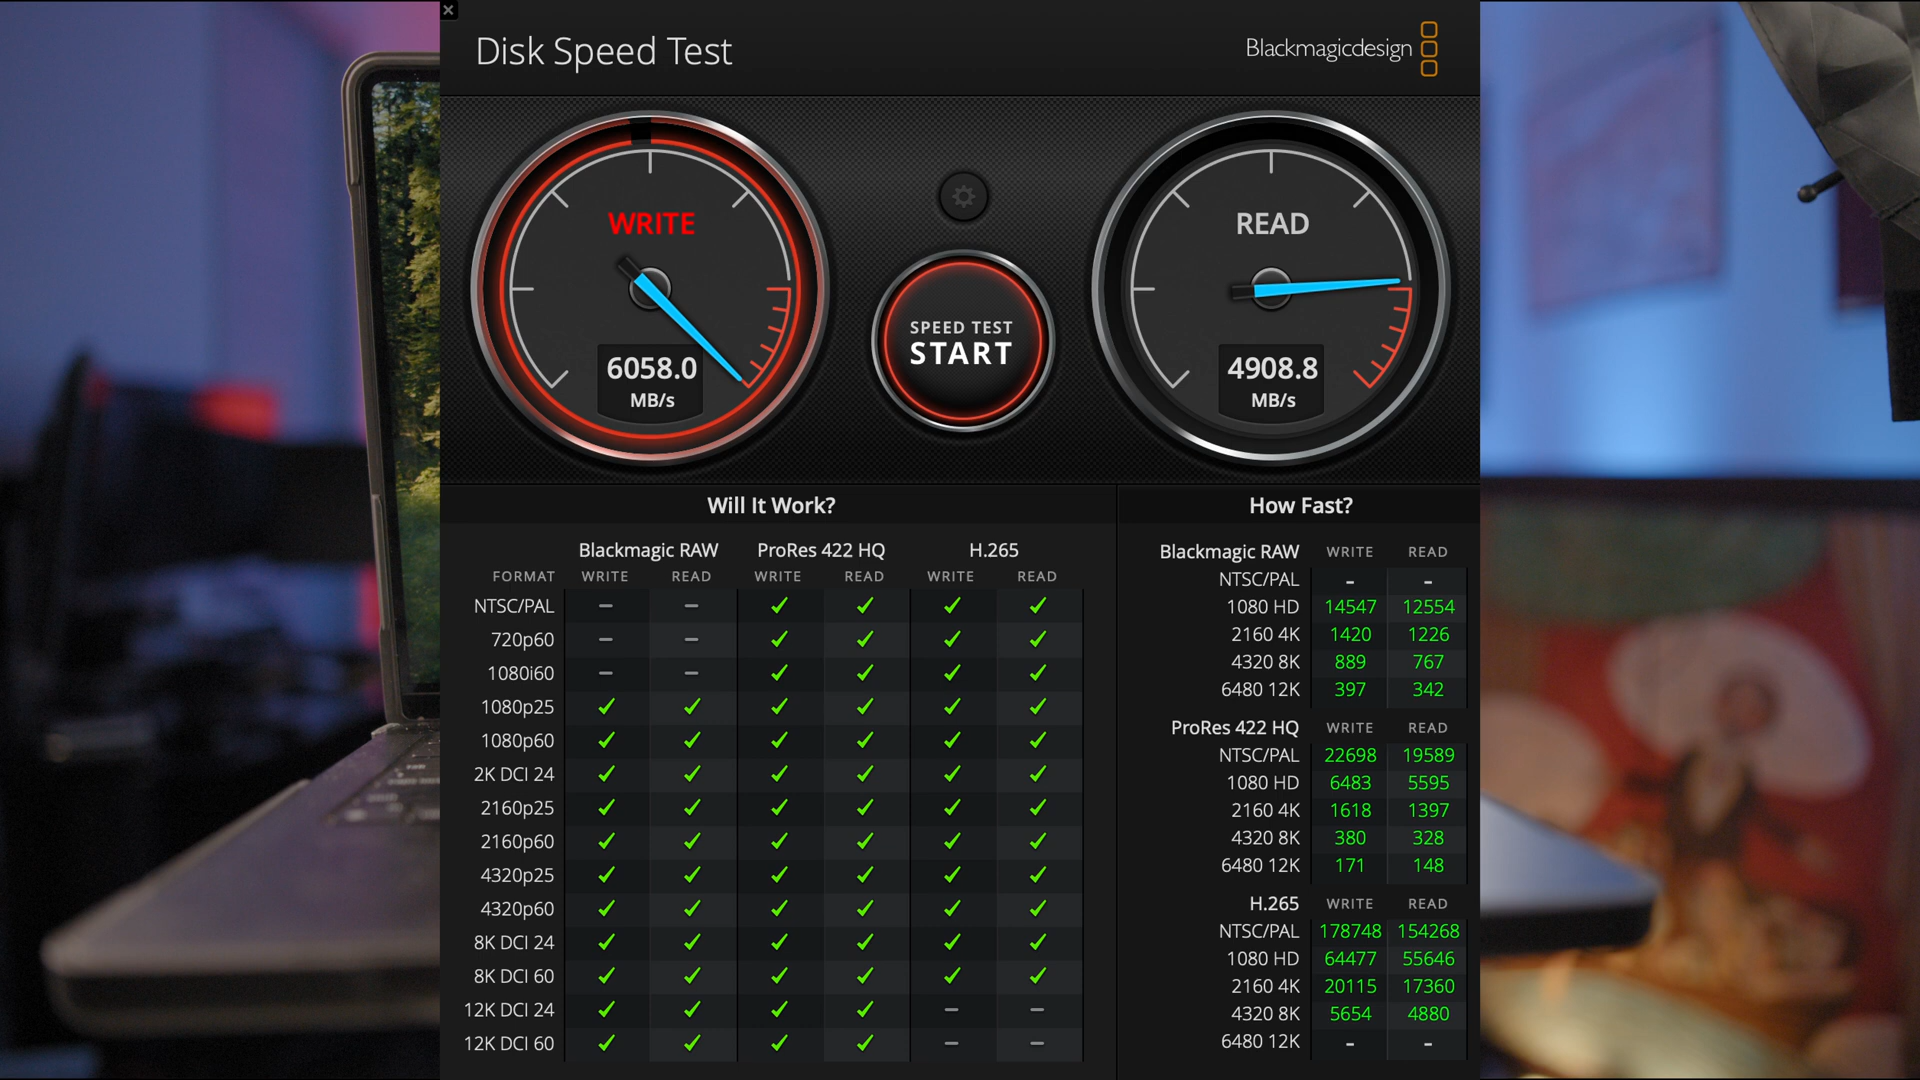 Disk Speed Test
Blackmagicdesign
WRITE
6058.0
MB/s
SPEED TEST
START
READ
4908.8
MB/s
Will It Work?
Blackmagic RAW ProRes 422 HQ H.265
FORMAT WRITE READ WRITE READ WRITE READ
NTSC/PAL – – ✓ ✓ ✓ ✓
720p60 – – ✓ ✓ ✓ ✓
1080i60 – – ✓ ✓ ✓ ✓
1080p25 ✓ ✓ ✓ ✓ ✓ ✓
1080p60 ✓ ✓ ✓ ✓ ✓ ✓
2K DCI 24 ✓ ✓ ✓ ✓ ✓ ✓
2160p25 ✓ ✓ ✓ ✓ ✓ ✓
2160p60 ✓ ✓ ✓ ✓ ✓ ✓
4320p25 ✓ ✓ ✓ ✓ ✓ ✓
4320p60 ✓ ✓ ✓ ✓ ✓ ✓
8K DCI 24 ✓ ✓ ✓ ✓ ✓ ✓
8K DCI 60 ✓ ✓ ✓ ✓ ✓ ✓
12K DCI 24 ✓ ✓ ✓ ✓ – –
12K DCI 60 ✓ ✓ ✓ ✓ – –
How Fast?
Blackmagic RAW WRITE READ
NTSC/PAL - -
1080 HD 14547 12554
2160 4K 1420 1226
4320 8K 889 767
6480 12K 397 342
ProRes 422 HQ WRITE READ
NTSC/PAL 22698 19589
1080 HD 6483 5595
2160 4K 1618 1397
4320 8K 380 328
6480 12K 171 148
H.265 WRITE READ
NTSC/PAL 178748 154268
1080 HD 64477 55646
2160 4K 20115 17360
4320 8K 5654 4880
6480 12K - -